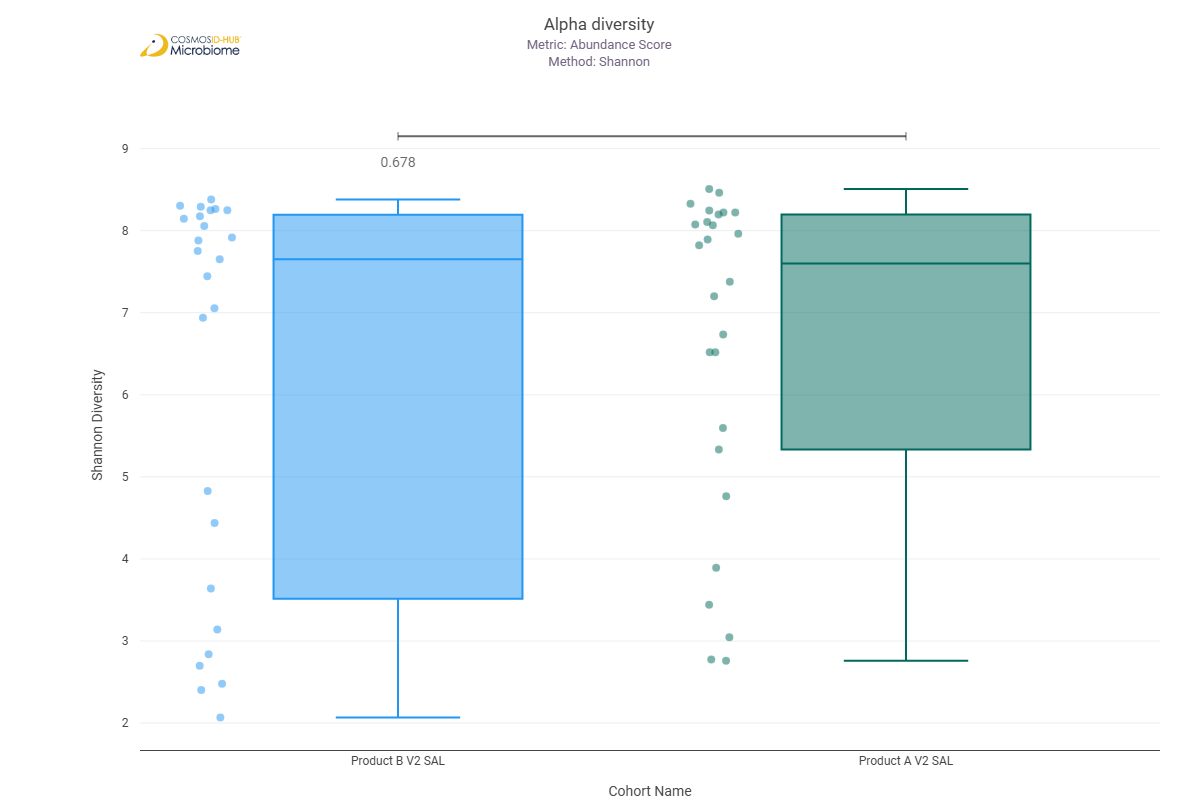 Alpha diversity
Metric: Abundance Score
Method: Shannon
COSMOSID-HUB
Microbiome
0.678
9
8
7
6
5
4
3
2
Shannon Diversity
Product B V2 SAL
Product A V2 SAL
Cohort Name